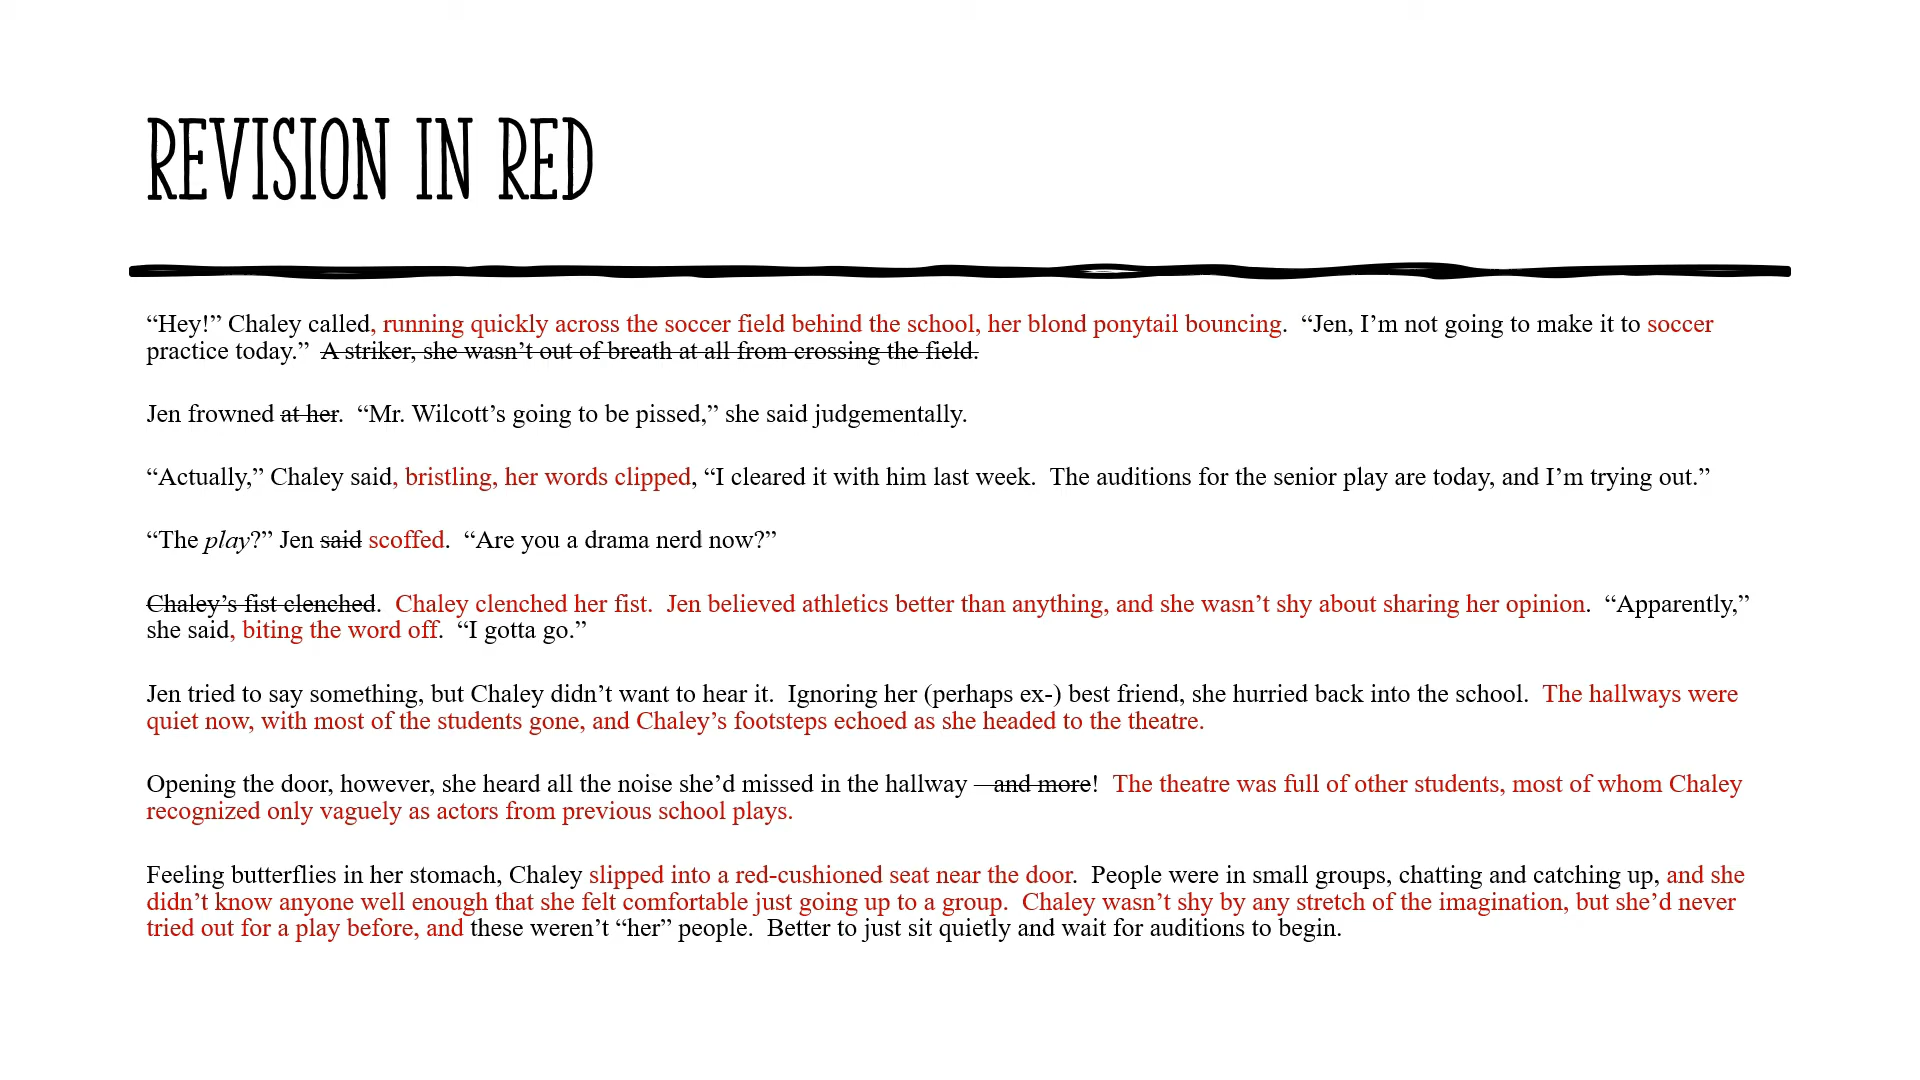 REVISION IN RED
“Hey!” Chaley called, running quickly across the soccer field behind the school, her blond ponytail bouncing.  “Jen, I’m not going to make it to soccer
practice today.”  A striker, she wasn’t out of breath at all from crossing the field.
Jen frowned at her.  “Mr. Wilcott’s going to be pissed,” she said judgementally.
“Actually,” Chaley said, bristling, her words clipped, “I cleared it with him last week.  The auditions for the senior play are today, and I’m trying out.”
“The play?” Jen said scoffed.  “Are you a drama nerd now?”
Chaley’s fist clenched.  Chaley clenched her fist.  Jen believed athletics better than anything, and she wasn’t shy about sharing her opinion.  “Apparently,”
she said, biting the word off.  “I gotta go.”
Jen tried to say something, but Chaley didn’t want to hear it.  Ignoring her (perhaps ex-) best friend, she hurried back into the school.  The hallways were
quiet now, with most of the students gone, and Chaley’s footsteps echoed as she headed to the theatre.
Opening the door, however, she heard all the noise she’d missed in the hallway —and more!  The theatre was full of other students, most of whom Chaley
recognized only vaguely as actors from previous school plays.
Feeling butterflies in her stomach, Chaley slipped into a red-cushioned seat near the door.  People were in small groups, chatting and catching up, and she
didn’t know anyone well enough that she felt comfortable just going up to a group.  Chaley wasn’t shy by any stretch of the imagination, but she’d never
tried out for a play before, and these weren’t “her” people.  Better to just sit quietly and wait for auditions to begin.